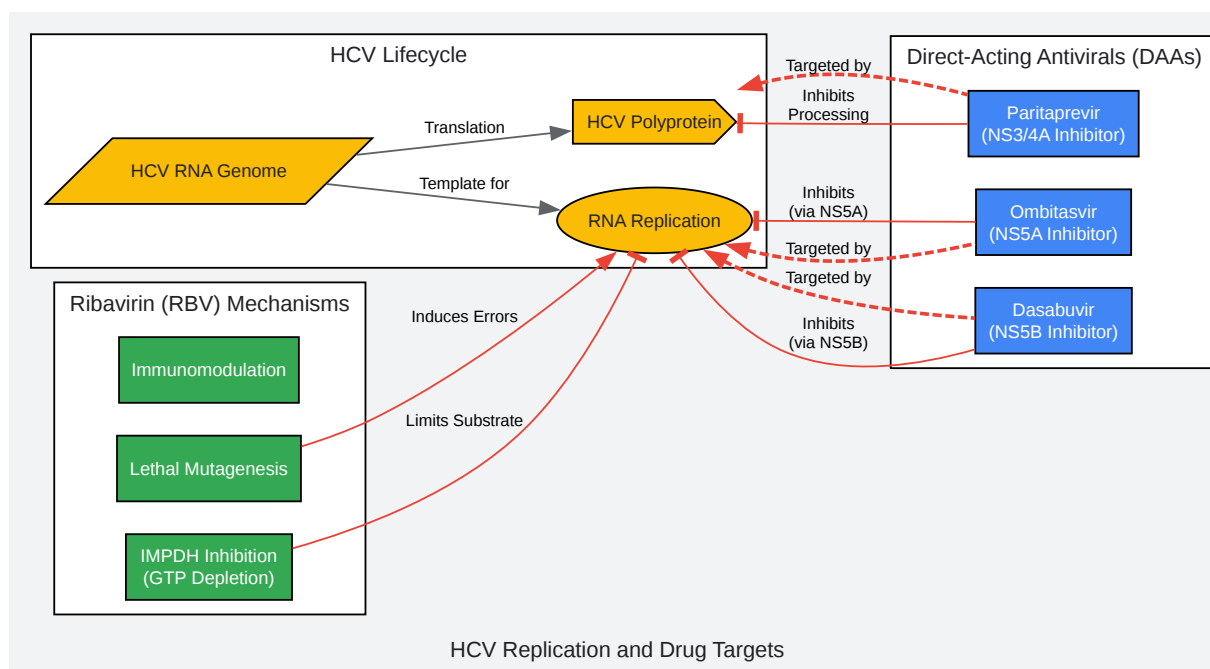 HCV Lifecycle
HCV RNA Genome
Translation
Template for
HCV Polyprotein
RNA Replication
Targeted by
Inhibits
Processing
Inhibits
(via NS5A)
Targeted by
Targeted by
Inhibits
(via NS5B)
Direct-Acting Antivirals (DAAs)
Paritaprevir
(NS3/4A Inhibitor)
Ombitasvir
(NS5A Inhibitor)
Dasabuvir
(NS5B Inhibitor)
Ribavirin (RBV) Mechanisms
Immunomodulation
Lethal Mutagenesis
IMPDH Inhibition
(GTP Depletion)
Induces Errors
Limits Substrate
HCV Replication and Drug Targets